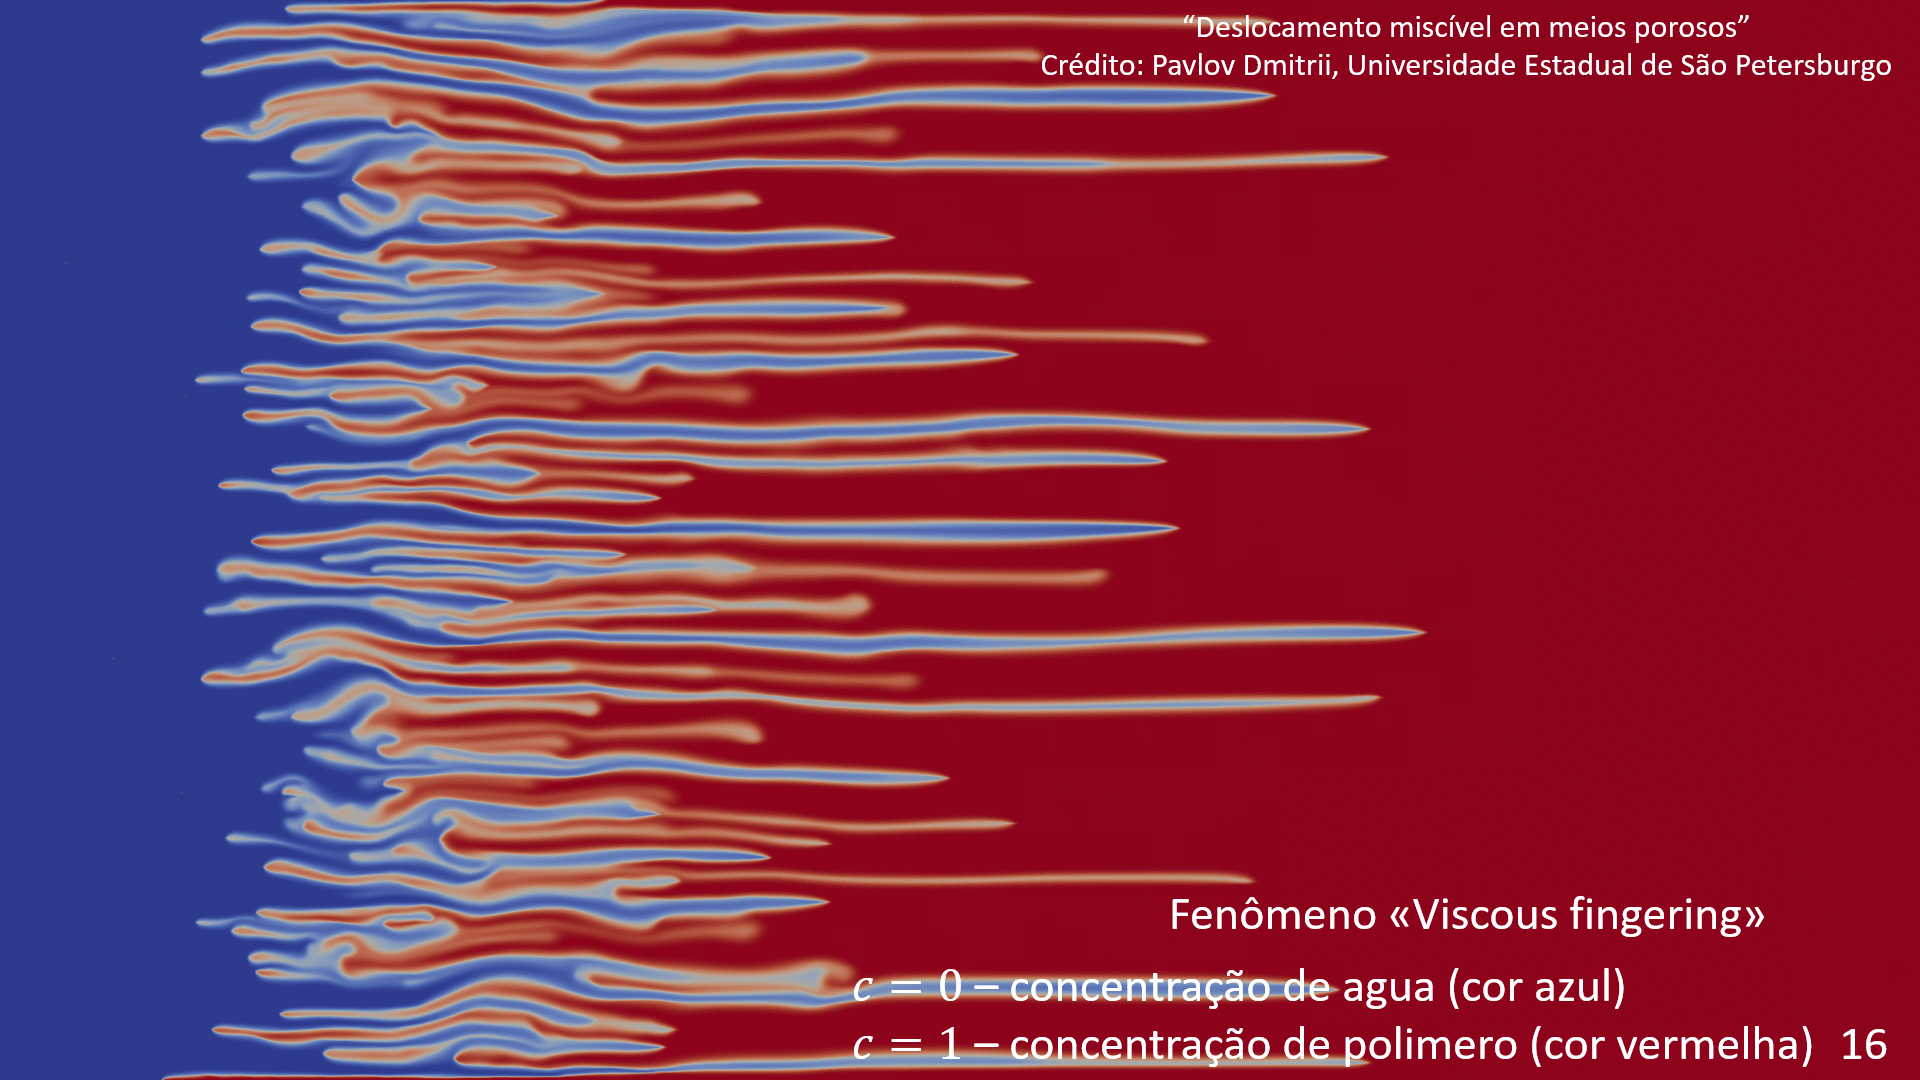 “Deslocamento miscível em meios porosos”
Crédito: Pavlov Dmitrii, Universidade Estadual de São Petersburgo
Fenômeno «Viscous fingering»
c = 0 – concentração de agua (cor azul)
c = 1 – concentração de polimero (cor vermelha) 16